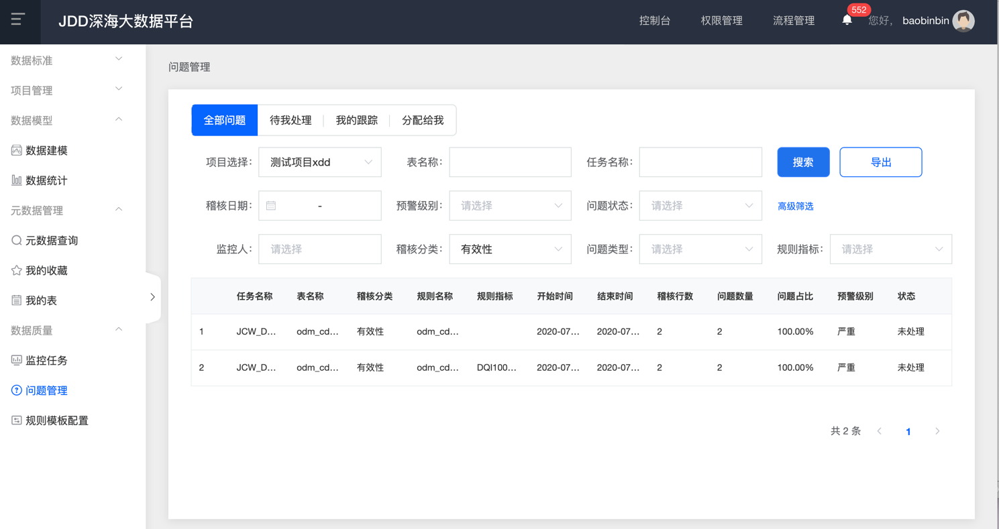 JDD深海大数据平台
控制台 权限管理 流程管理 552 您好， baobinbin
数据标准
项目管理
数据模型
数据建模
数据统计
元数据管理
元数据查询
我的收藏
我的表
数据质量
监控任务
问题管理
规则模板配置
问题管理
全部问题 待我处理 我的跟踪 分配给我
项目选择： 测试项目xdd 表名称： 任务名称： 搜索 导出
稽核日期： - 预警级别： 请选择 问题状态： 请选择 高级筛选
监控人： 请选择 稽核分类： 有效性 问题类型： 请选择 规则指标： 请选择
任务名称 表名称 稽核分类 规则名称 规则指标 开始时间 结束时间 稽核行数 问题数量 问题占比 预警级别 状态
1 JCW_D... odm_cd... 有效性 odm_cd... 2020-07... 2020-07... 2 2 100.00% 严重 未处理
2 JCW_D... odm_cd... 有效性 odm_cd... DQI100... 2020-07... 2020-07... 2 2 100.00% 严重 未处理
共 2 条 1